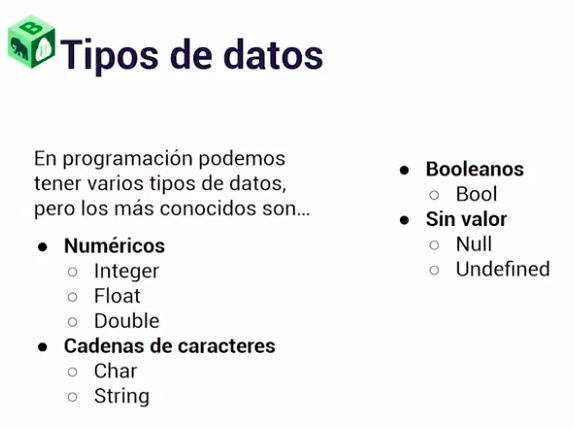 B
Tipos de datos
En programación podemos
tener varios tipos de datos,
pero los más conocidos son...
● Numéricos
○ Integer
○ Float
○ Double
● Cadenas de caracteres
○ Char
○ String
● Booleanos
○ Bool
● Sin valor
○ Null
○ Undefined